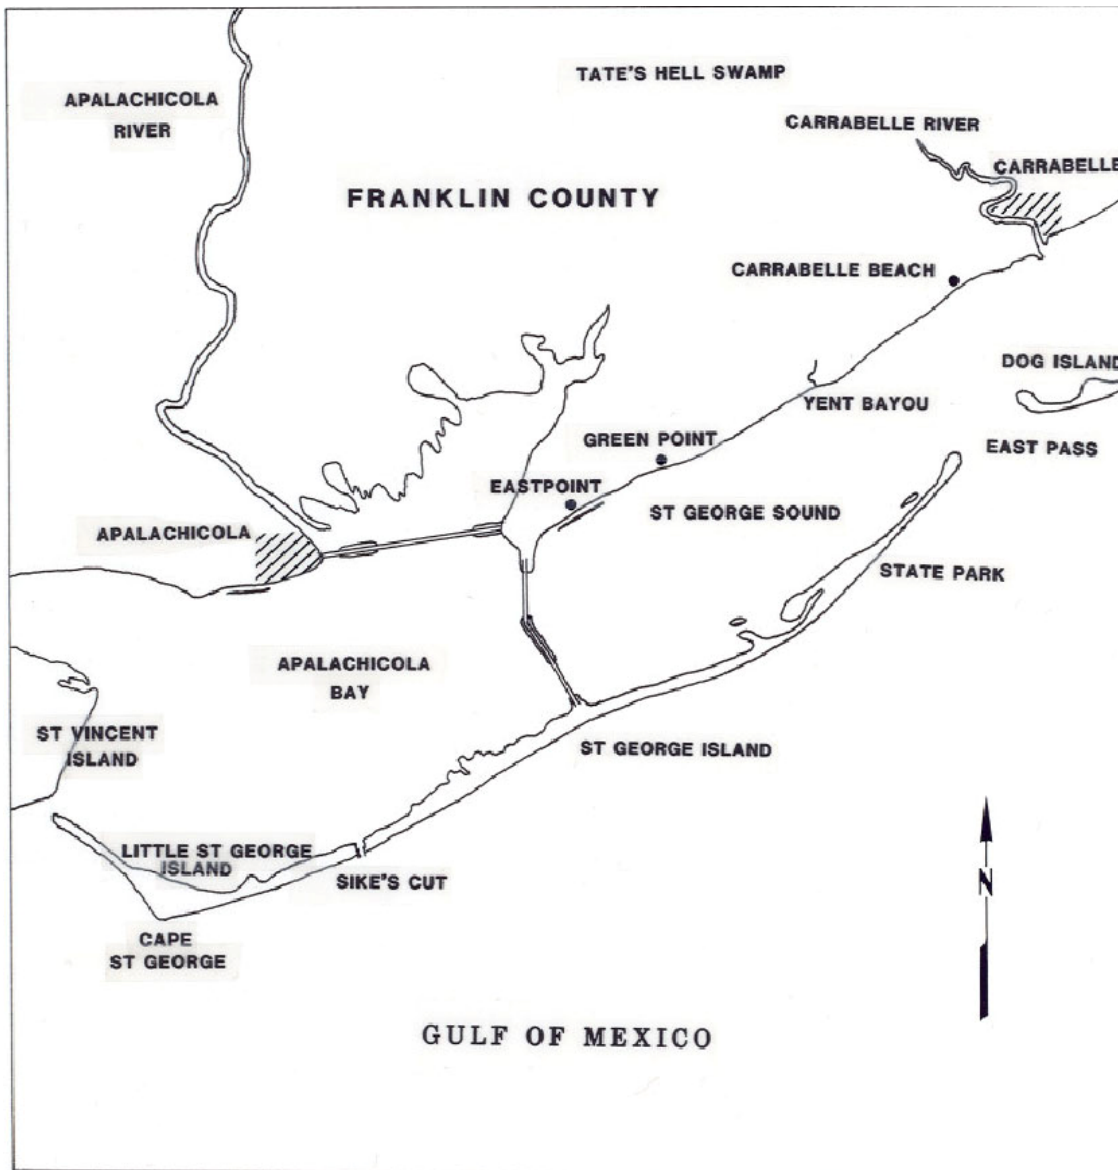 TATE'S HELL SWAMP
APALACHICOLA
RIVER
CARRABELLE RIVER
CARRABELLE
FRANKLIN COUNTY
CARRABELLE BEACH
DOG ISLAND
YENT BAYOU
GREEN POINT
EAST PASS
EASTPOINT
ST GEORGE SOUND
APALACHICOLA
STATE PARK
APALACHICOLA
BAY
ST VINCENT
ISLAND
ST GEORGE ISLAND
LITTLE ST GEORGE
ISLAND
SIKE'S CUT
N
CAPE
ST GEORGE
GULF OF MEXICO